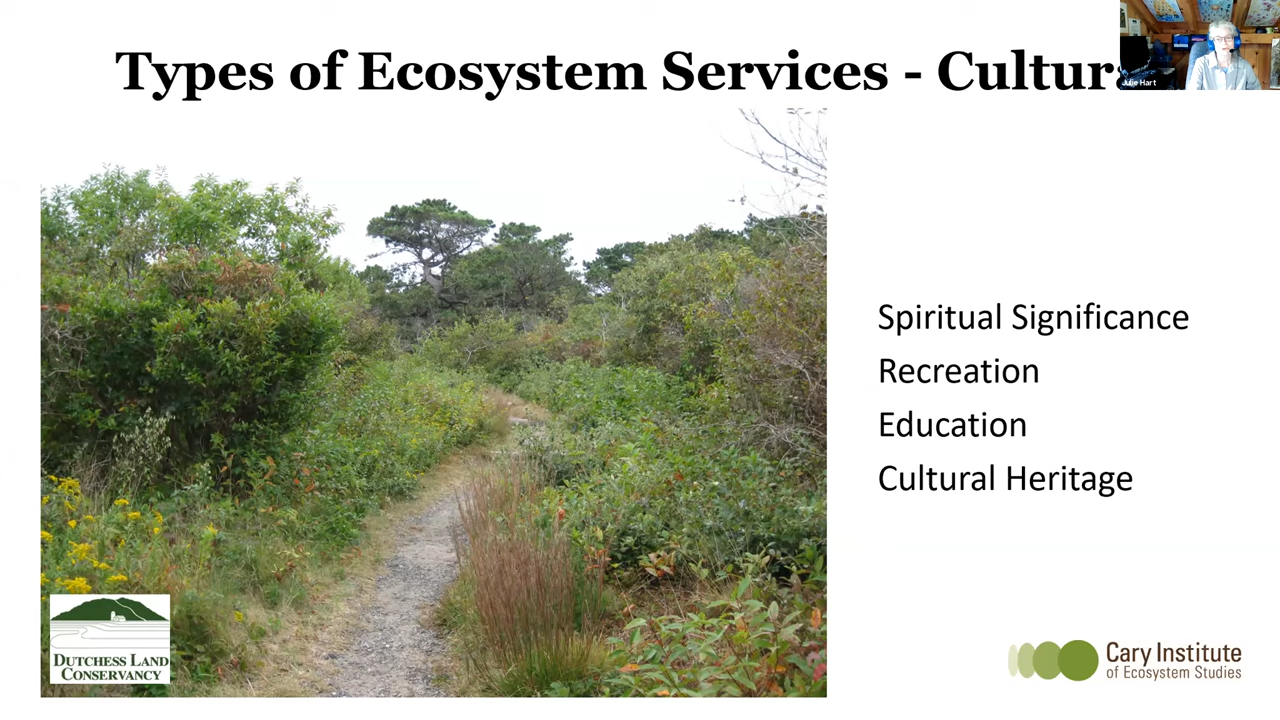 Types of Ecosystem Services - Cultur
Julie Hart
Spiritual Significance
Recreation
Education
Cultural Heritage
DUTCHESS LAND
CONSERVANCY
Cary Institute
of Ecosystem Studies